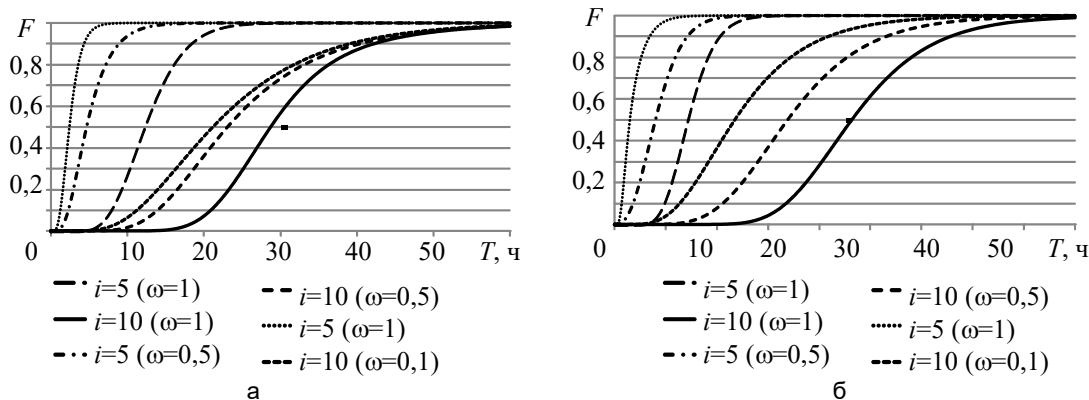 F
0,8
0,6
0,4
0,2
0 10 20 30 40 50 T, ч
i=5 (ω=1)
i=10 (ω=1)
i=5 (ω=0,5)
i=10 (ω=0,5)
i=5 (ω=1)
i=10 (ω=0,1)
а
F
0,8
0,6
0,4
0,2
0 10 20 30 40 50 T, ч
i=5 (ω=1)
i=10 (ω=1)
i=5 (ω=0,5)
i=10 (ω=0,5)
i=5 (ω=1)
i=10 (ω=0,1)
б